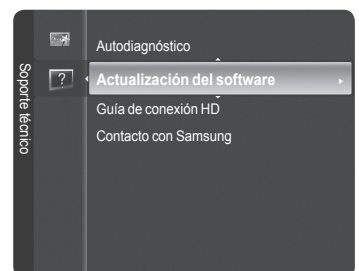 Soporte técnico
Autodiagnóstico
Actualización del software
Guía de conexión HD
Contacto con Samsung